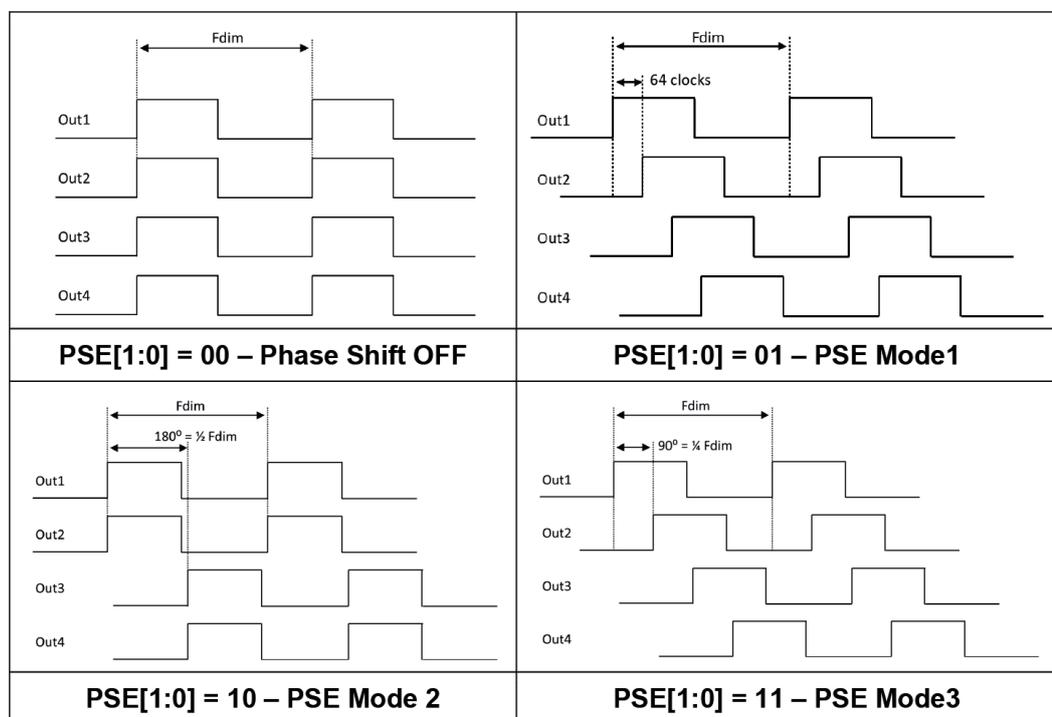 Fdim
Out1
Out2
Out3
Out4
PSE[1:0] = 00 – Phase Shift OFF
Fdim
64 clocks
Out1
Out2
Out3
Out4
PSE[1:0] = 01 – PSE Mode1
Fdim
180º = ½ Fdim
Out1
Out2
Out3
Out4
PSE[1:0] = 10 – PSE Mode 2
Fdim
90º = ¼ Fdim
Out1
Out2
Out3
Out4
PSE[1:0] = 11 – PSE Mode3